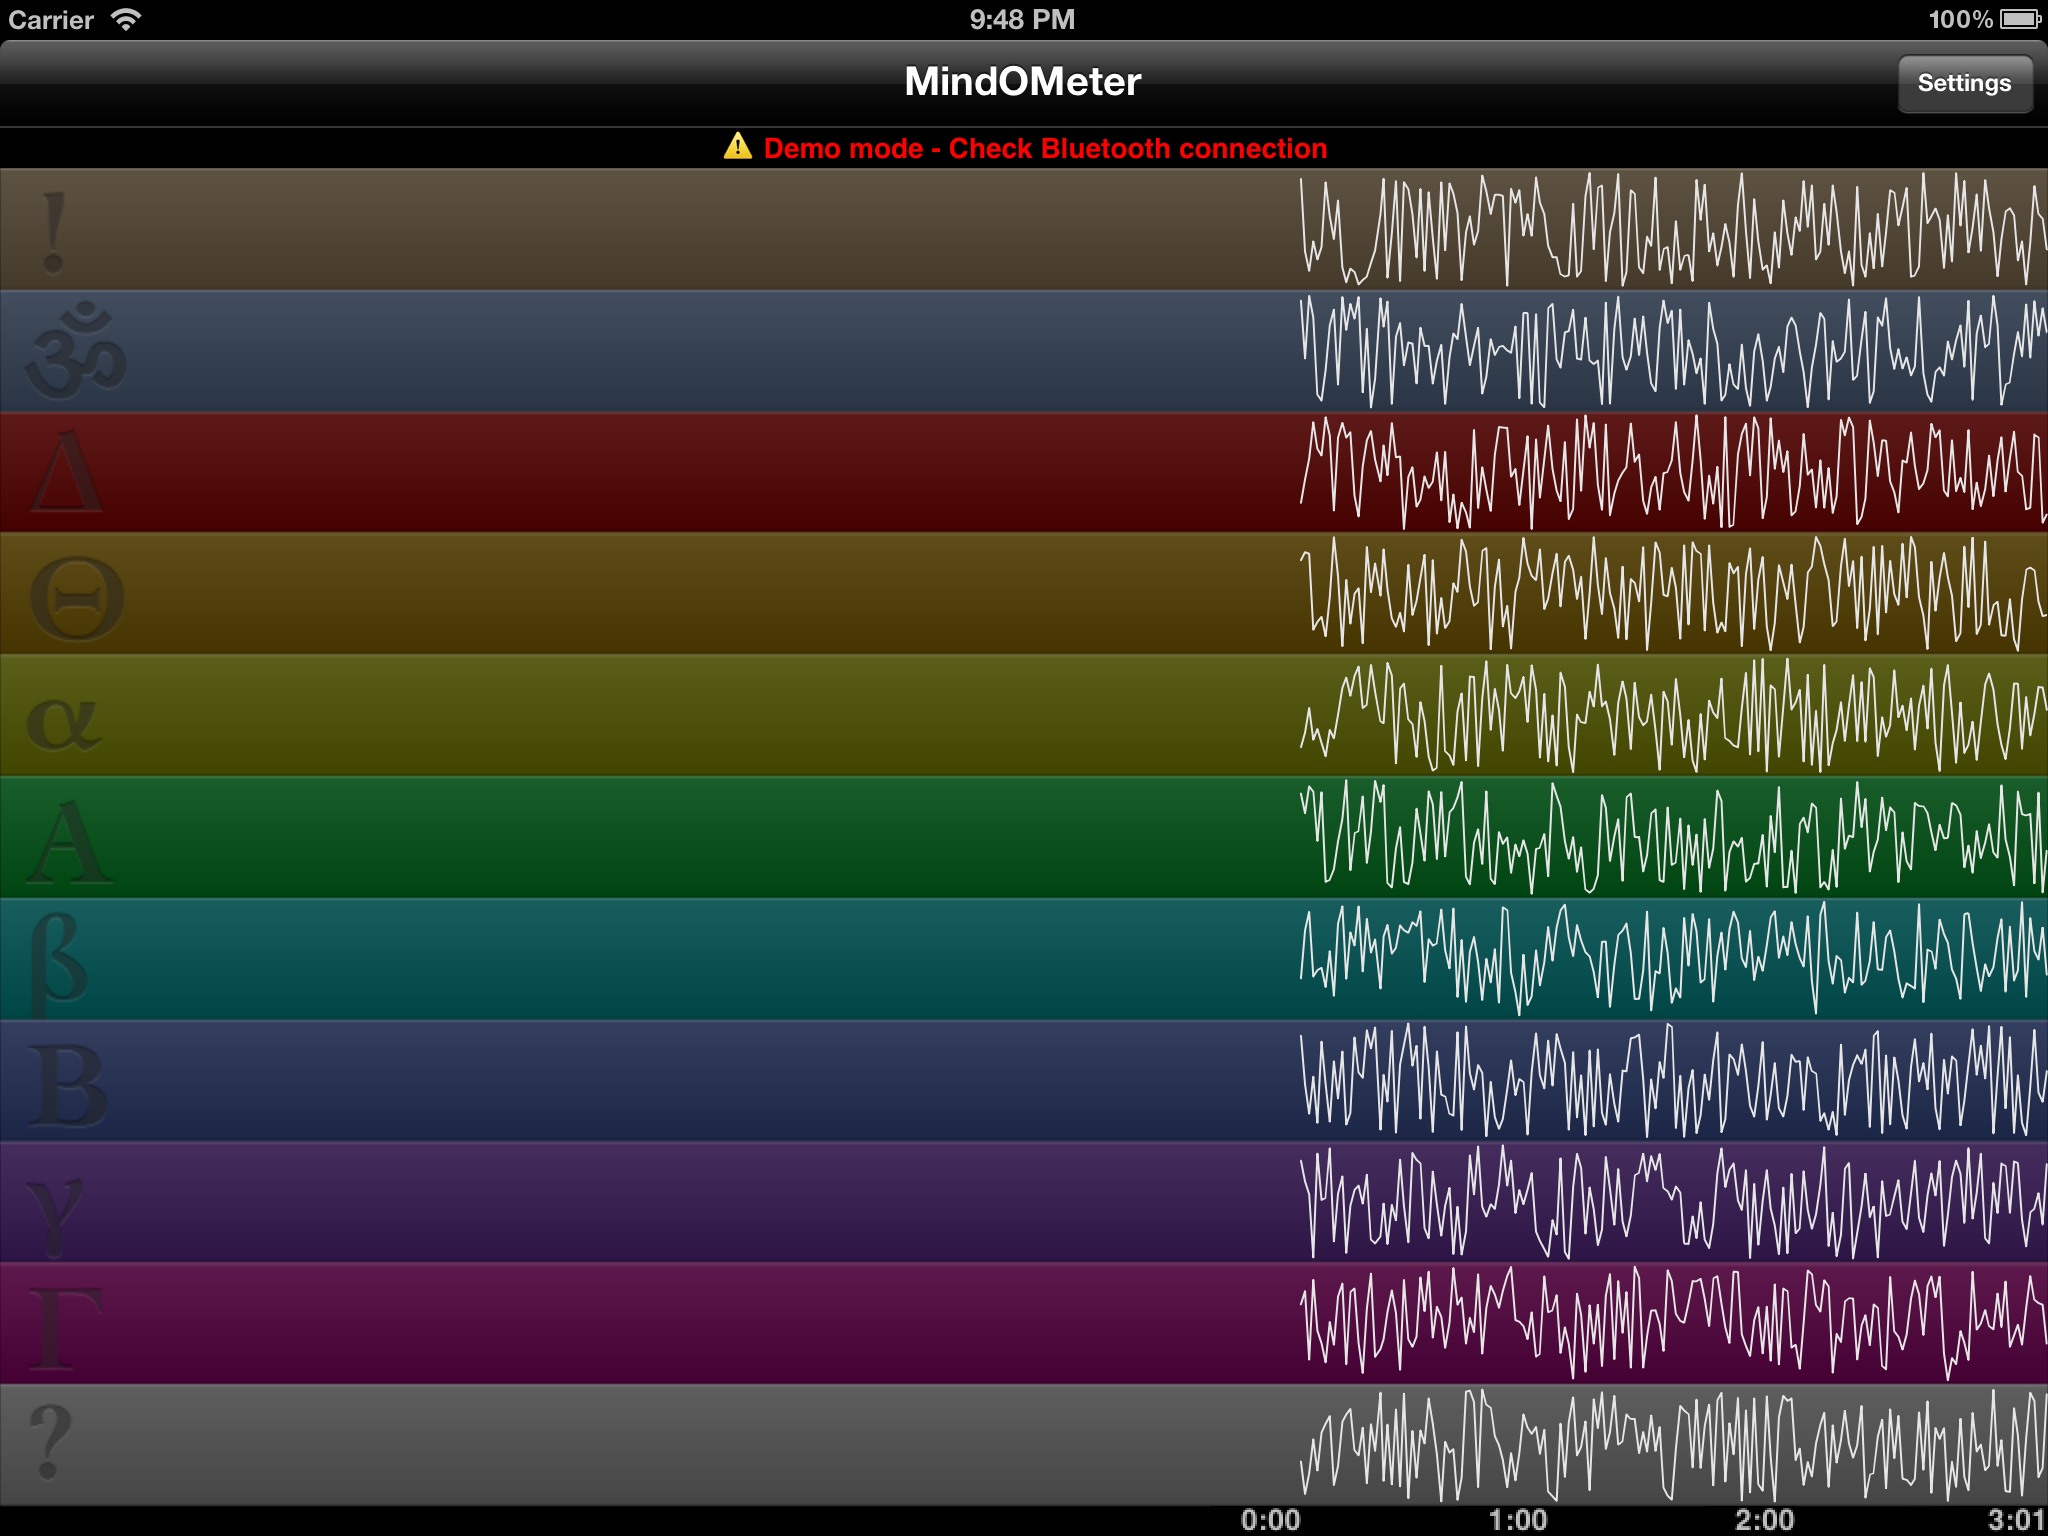 Carrier 9:48 PM 100%
MindOMeter Settings
Demo mode - Check Bluetooth connection
!
ॐ
Δ
Θ
α
Α
β
Β
γ
Γ
?
0:00 1:00 2:00 3:01